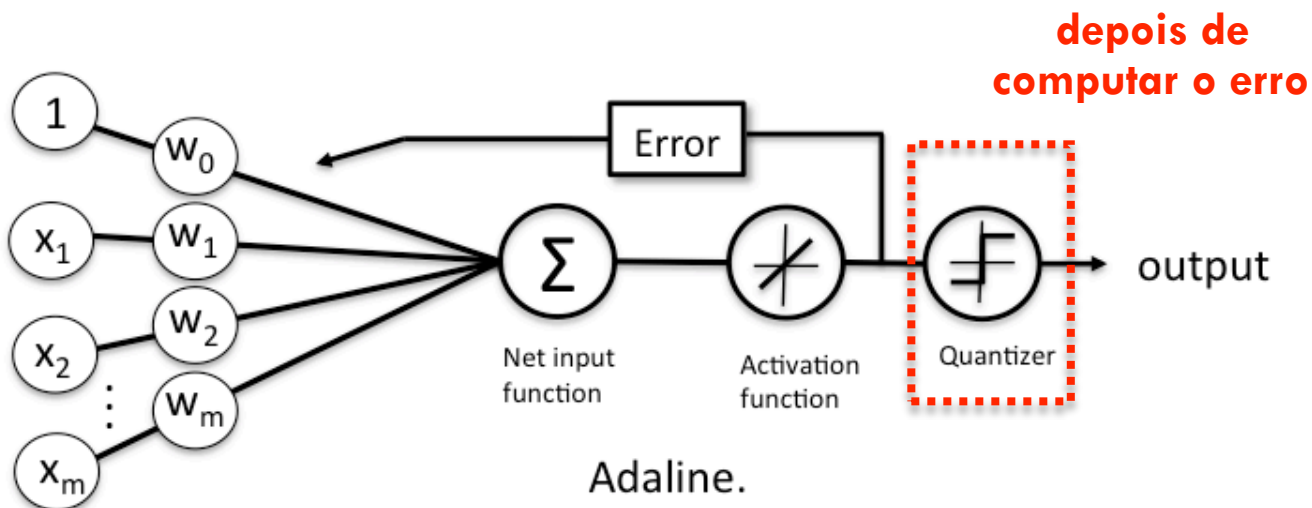 depois de
computar o erro
1
w0
Error
x1
w1
Σ
output
x2
w2
Net input
function
Activation
function
Quantizer
⋮
wm
xm
Adaline.